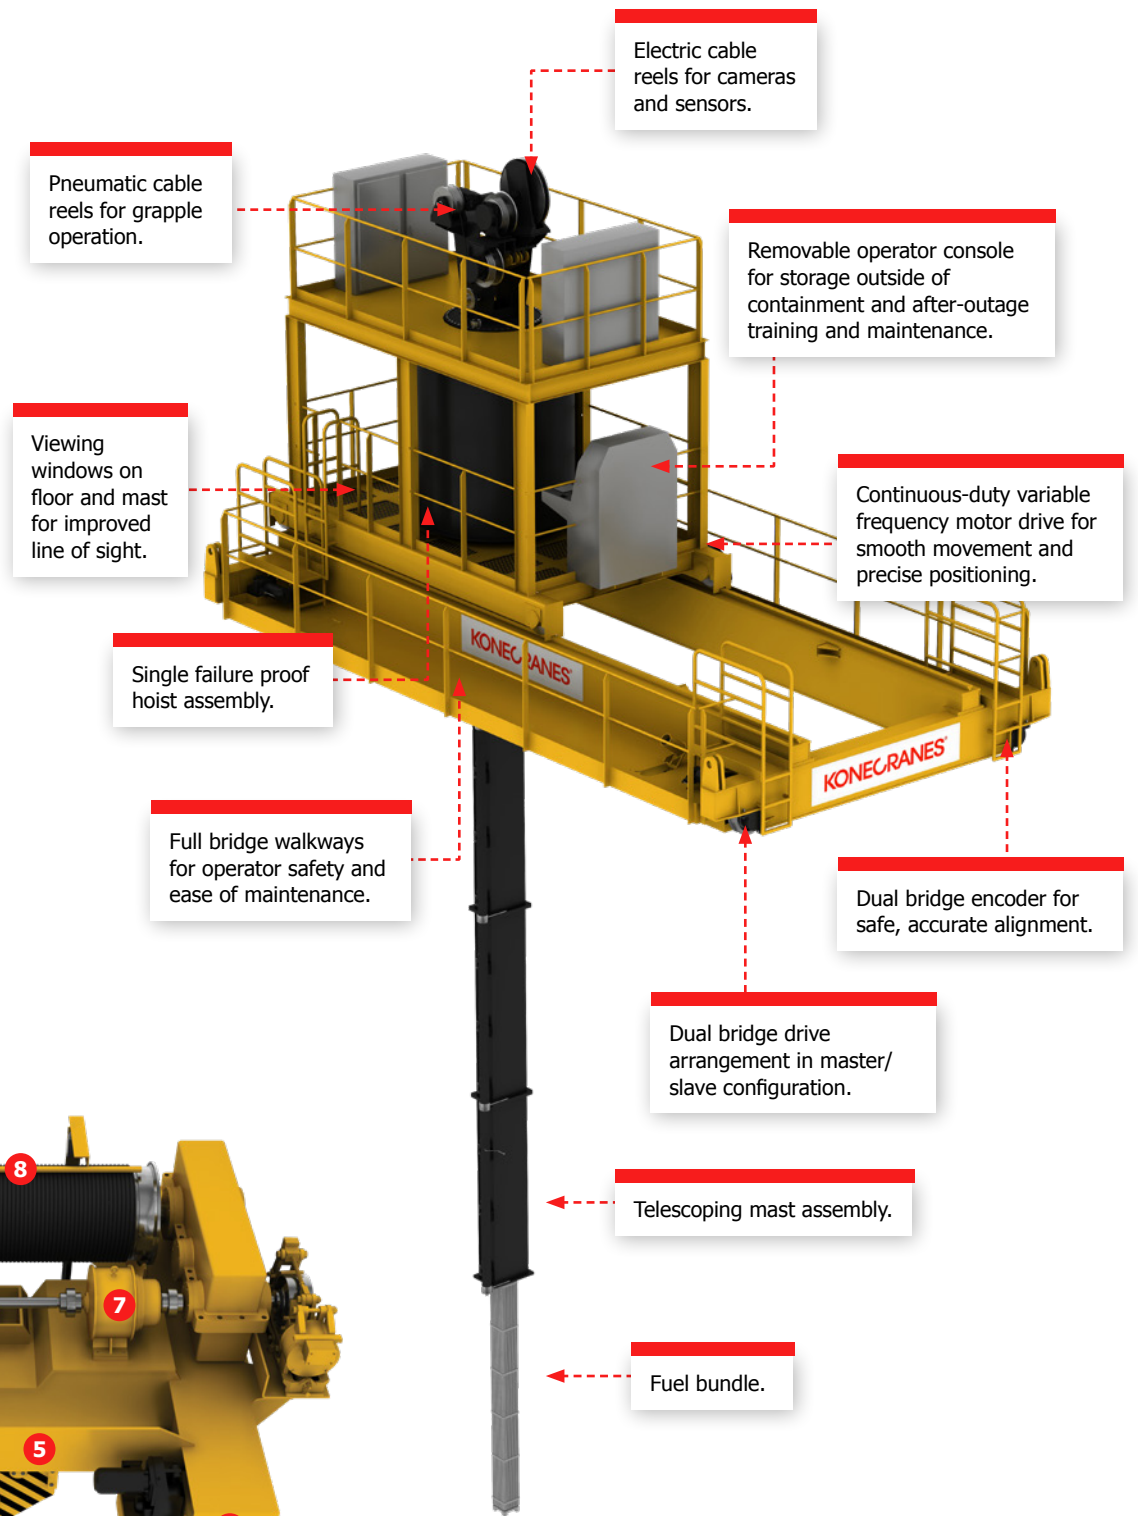 Electric cable
reels for cameras
and sensors.
Pneumatic cable
reels for grapple
operation.
Removable operator console
for storage outside of
containment and after-outage
training and maintenance.
Viewing
windows on
floor and mast
for improved
line of sight.
Continuous-duty variable
frequency motor drive for
smooth movement and
precise positioning.
Single failure proof
hoist assembly.
KONECRANES®
KONECRANES®
Full bridge walkways
for operator safety and
ease of maintenance.
Dual bridge encoder for
safe, accurate alignment.
Dual bridge drive
arrangement in master/
slave configuration.
8
Telescoping mast assembly.
7
Fuel bundle.
5